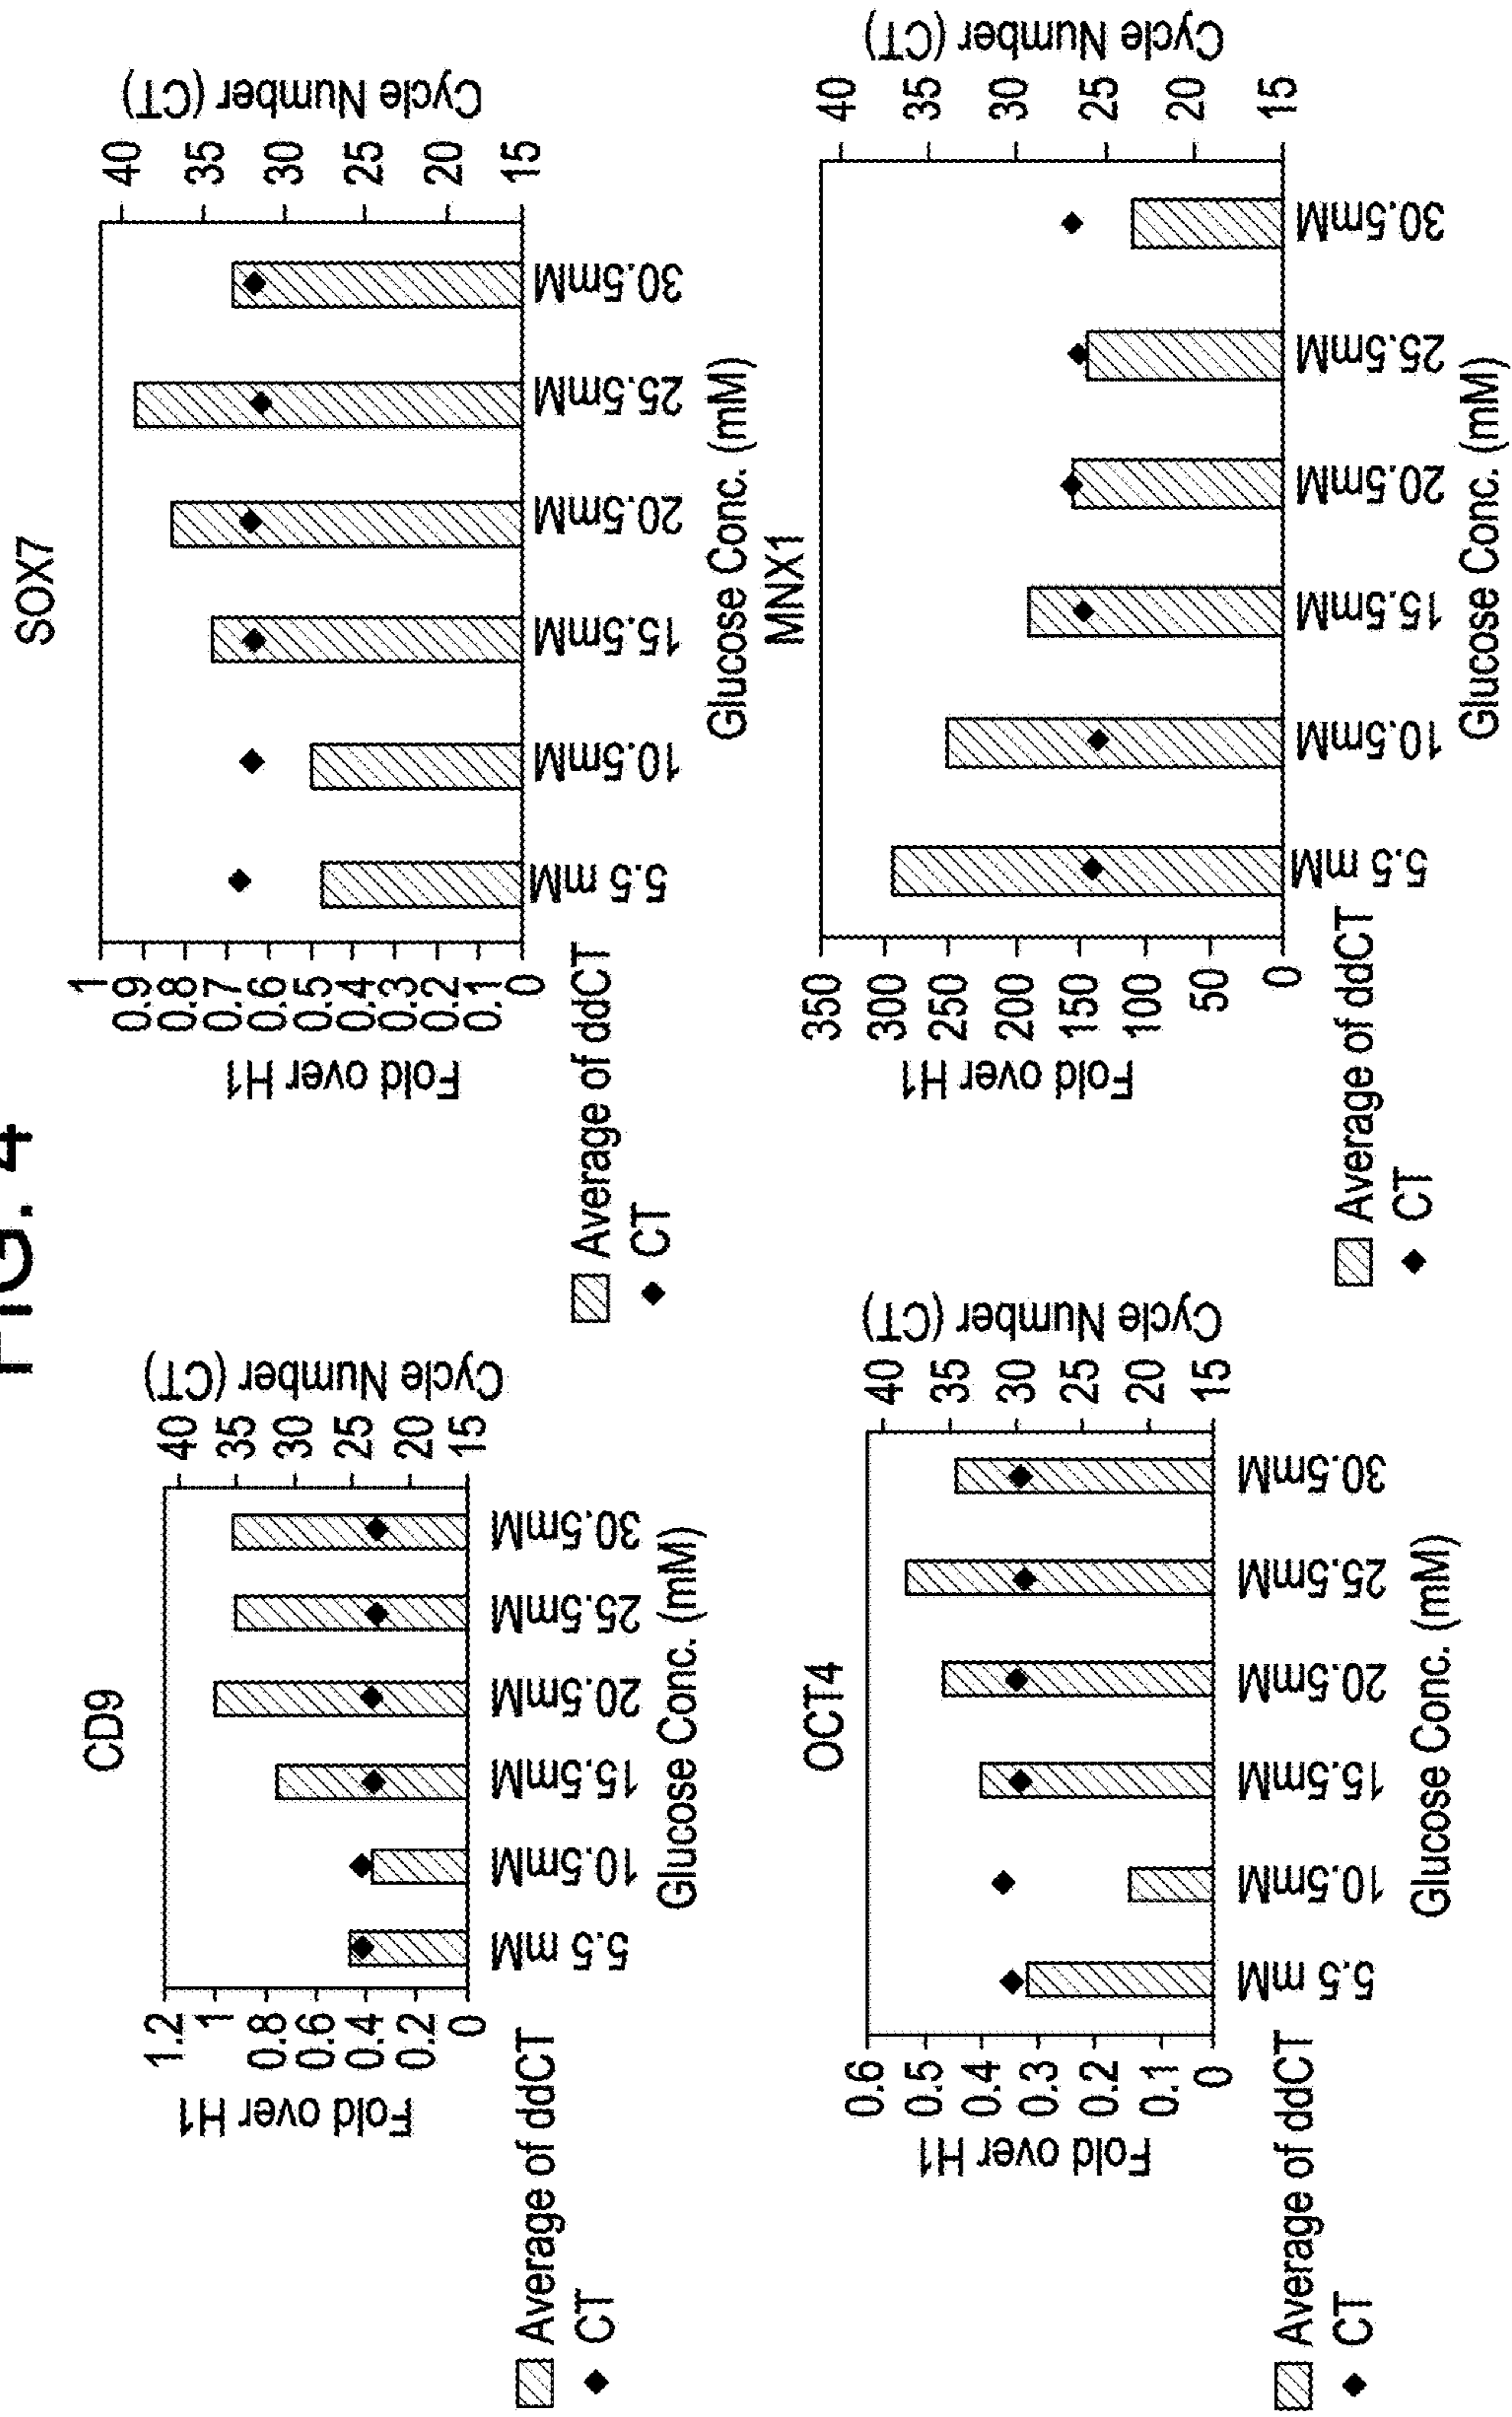 FIG. 4
CD9
Fold over H1
1.2
1
0.8
0.6
0.4
0.2
0
Cycle Number (CT)
40
35
30
25
20
15
5.5 mM
10.5mM
15.5mM
20.5mM
25.5mM
30.5mM
Glucose Conc. (mM)
Average of ddCT
CT
SOX7
Fold over H1
1
0.9
0.8
0.7
0.6
0.5
0.4
0.3
0.2
0.1
0
Cycle Number (CT)
40
35
30
25
20
15
5.5 mM
10.5mM
15.5mM
20.5mM
25.5mM
30.5mM
Glucose Conc. (mM)
Average of ddCT
CT
OCT4
Fold over H1
0.6
0.5
0.4
0.3
0.2
0.1
0
Cycle Number (CT)
40
35
30
25
20
15
5.5 mM
10.5mM
15.5mM
20.5mM
25.5mM
30.5mM
Glucose Conc. (mM)
Average of ddCT
CT
MNX1
Fold over H1
350
300
250
200
150
100
50
0
Cycle Number (CT)
40
35
30
25
20
15
5.5 mM
10.5mM
15.5mM
20.5mM
25.5mM
30.5mM
Glucose Conc. (mM)
Average of ddCT
CT